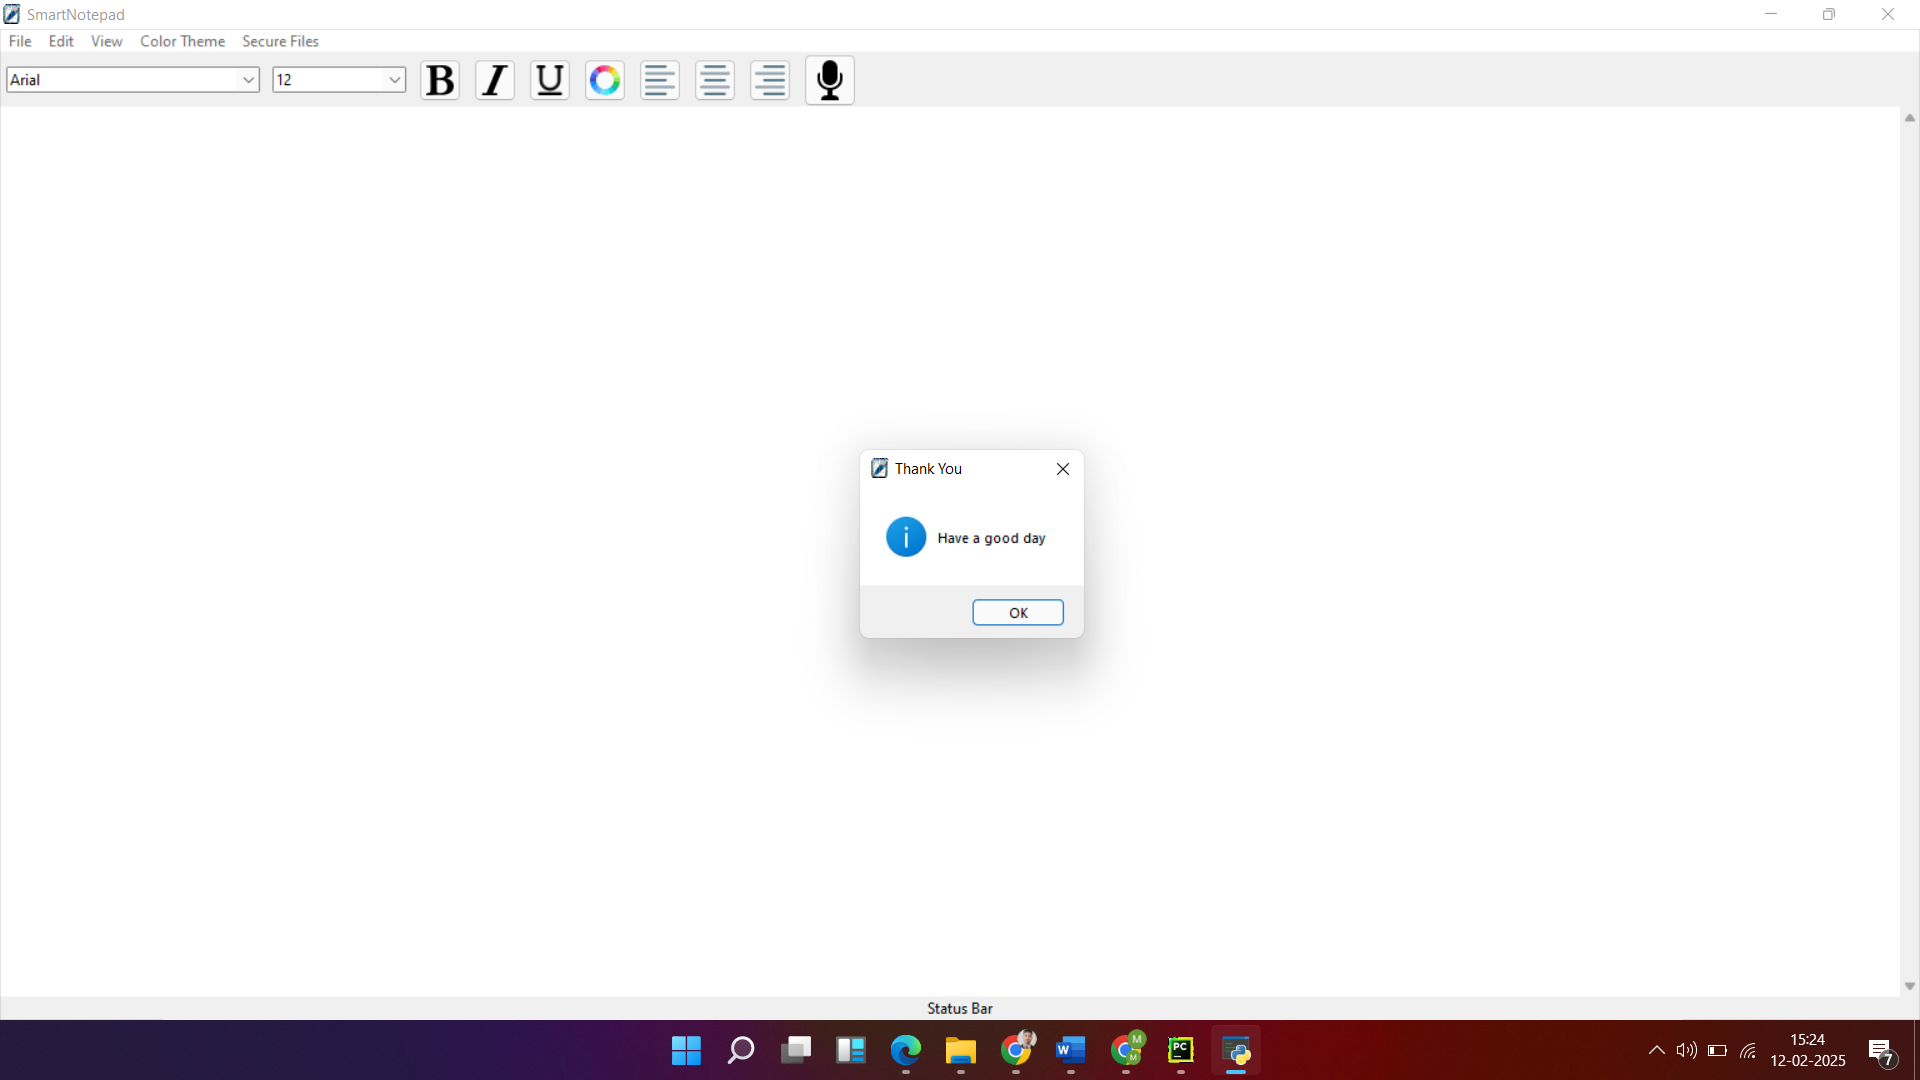 SmartNotepad
File Edit View Color Theme Secure Files
Arial 12 B I U
Thank You
Have a good day
OK
Status Bar
W M M PC 15:24
12-02-2025 7